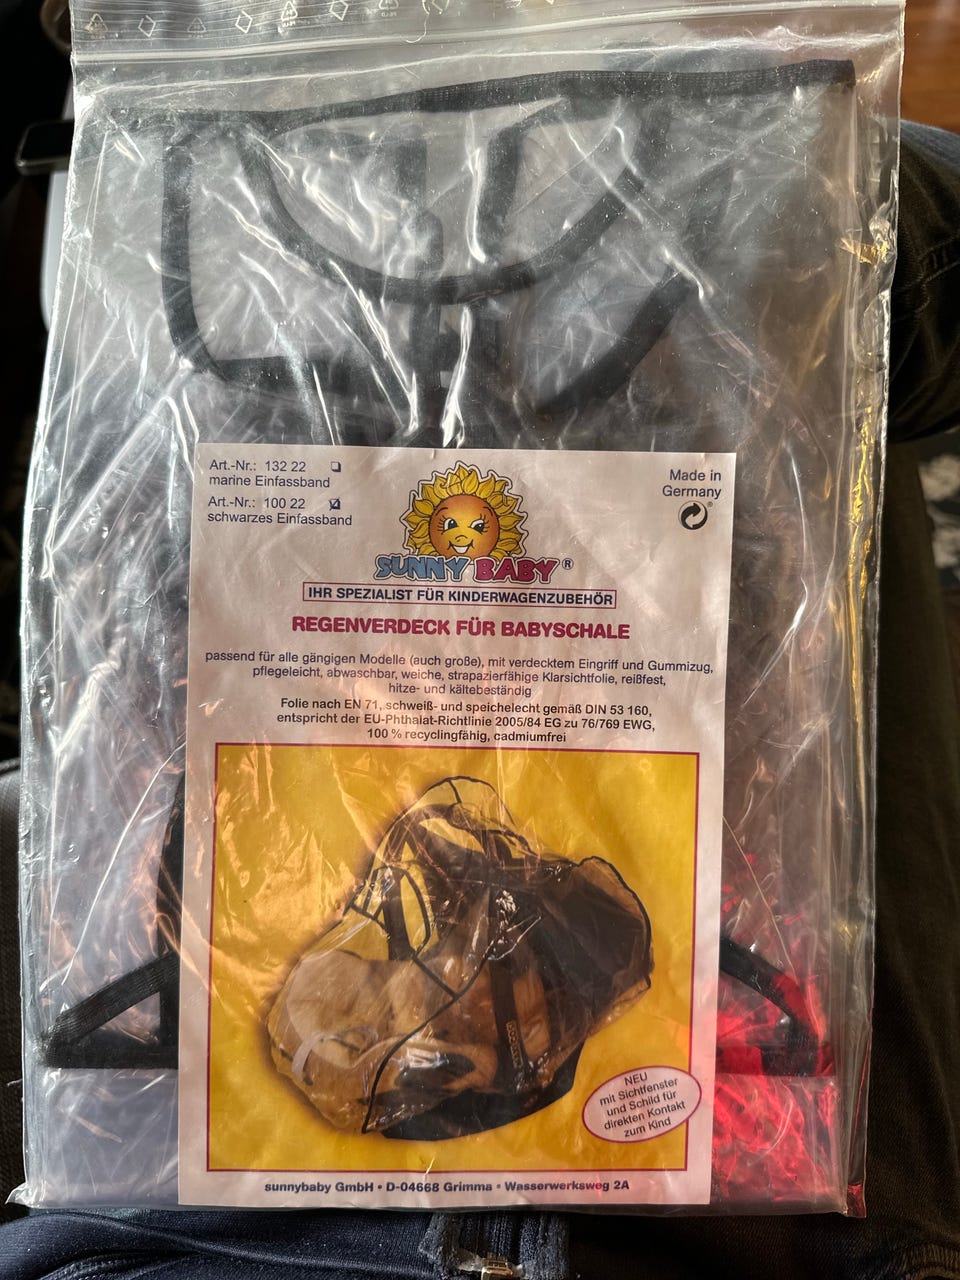 Art.-Nr.: 132 22
marine Einfassband
Art.-Nr.: 100 22
schwarzes Einfassband
Made in
Germany
SUNNY BABY®
IHR SPEZIALIST FÜR KINDERWAGENZUBEHÖR
REGENVERDECK FÜR BABYSCHALE
passend für alle gängigen Modelle (auch große), mit verdecktem Eingriff und Gummizug,
pflegeleicht, abwaschbar, weiche, strapazierfähige Klarsichtfolie, reißfest,
hitze- und kältebeständig
Folie nach EN 71, schweiß- und speichelecht gemäß DIN 53 160,
entspricht der EU-Phthalat-Richtlinie 2005/84 EG zu 76/769 EWG,
100 % recyclingfähig, cadmiumfrei
NEU
mit Sichtfenster
und Schild für
direkten Kontakt
zum Kind
sunnybaby GmbH • D-04668 Grimma • Wasserwerksweg 2A